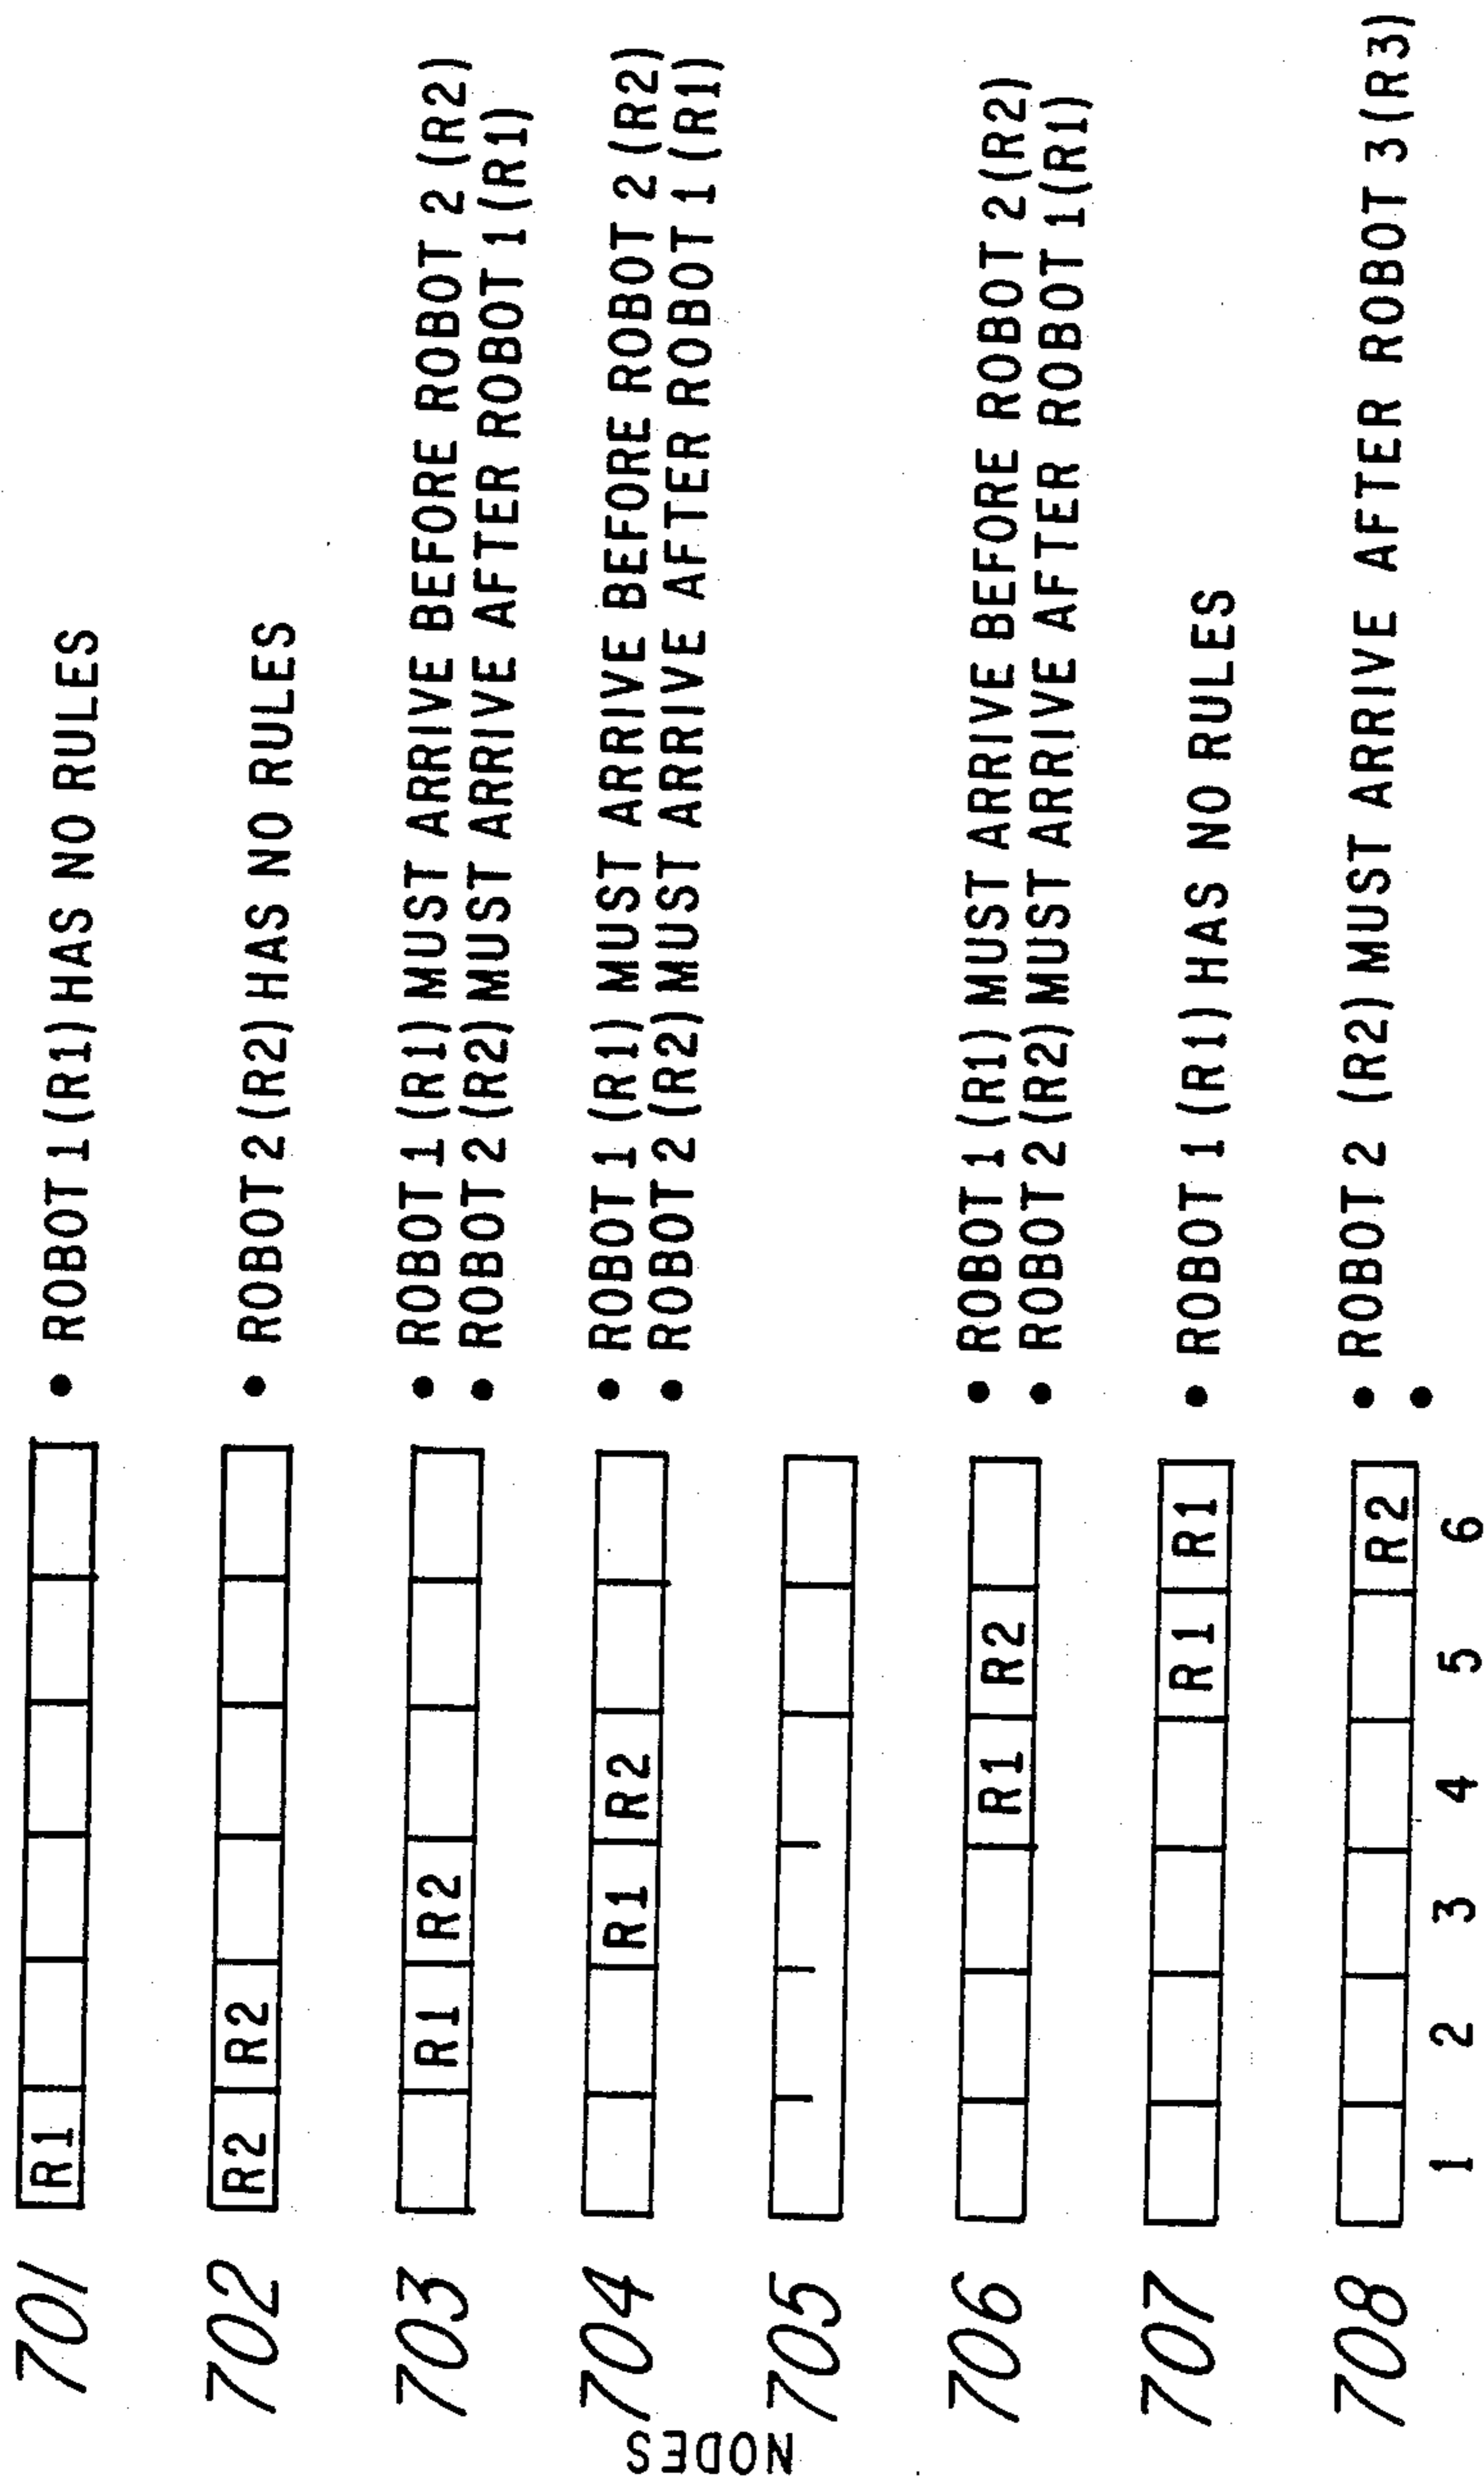 NODES
701 R1 • ROBOT 1 (R1) HAS NO RULES
702 R2 R2 • ROBOT 2 (R2) HAS NO RULES
703 R1 R2 • ROBOT 1 (R1) MUST ARRIVE BEFORE ROBOT 2 (R2)
• ROBOT 2 (R2) MUST ARRIVE AFTER ROBOT 1 (R1)
704 R1 R2 • ROBOT 1 (R1) MUST ARRIVE BEFORE ROBOT 2 (R2)
• ROBOT 2 (R2) MUST ARRIVE AFTER ROBOT 1 (R1)
705
706 R1 R2 • ROBOT 1 (R1) MUST ARRIVE BEFORE ROBOT 2 (R2)
• ROBOT 2 (R2) MUST ARRIVE AFTER ROBOT 1 (R1)
707 R1 R1 • ROBOT 1 (R1) HAS NO RULES
708 R2 • ROBOT 2 (R2) MUST ARRIVE AFTER ROBOT 3 (R3)
•
1 2 3 4 5 6